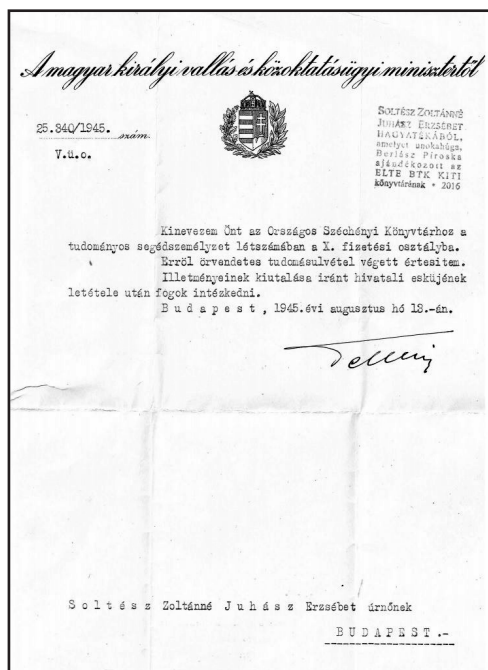 A magyar királyi vallás és közoktatásügyi minisztertől
25.340/1945. szám.
V.ü.o.
SOLTÉSZ ZOLTÁNNÉ
JUHÁSZ ERZSÉBET
HAGYATÉKÁBÓL,
amelyet unokahúga,
Berlász Piroska
ajándékozott az
ELTE BTK KITI
könyvtárának • 2016
Kinevezem Önt az Országos Széchényi Könyvtárhoz a
tudományos segédszemélyzet létszámában a X. fizetési osztályba.
Erről örvendetes tudomásulvétel végett értesitem.
Illetményeinek kiutalása iránt hivatali esküjének
letétele után fogok intézkedni.
Budapest, 1945.évi augusztus hó 13.-án.
Soltész Zoltánné Juhász Erzsébet úrnőnek
BUDAPEST.-